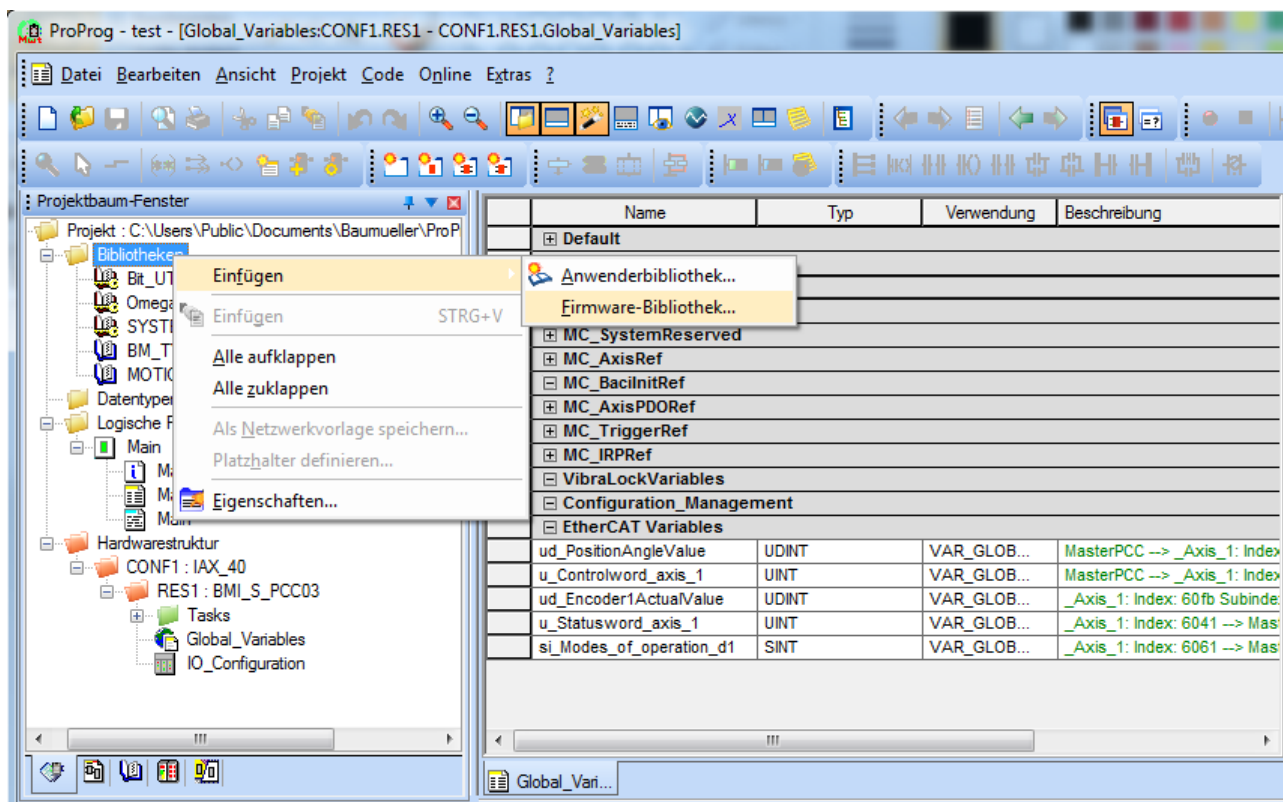 ProProg - test - [Global_Variables:CONF1.RES1 - CONF1.RES1.Global_Variables]
Datei Bearbeiten Ansicht Projekt Code Online Extras ?
Projektbaum-Fenster
Projekt : C:\Users\Public\Documents\Baumueller\ProP
Bibliotheken
Bit_UT
Omega
SYSTE
BM_T
MOTIO
Datentypen
Logische P
Main
Ma
Ma
Main
Hardwarestruktur
CONF1 : IAX_40
RES1 : BMI_S_PCC03
Tasks
Global_Variables
IO_Configuration
Einfügen
Einfügen STRG+V
Alle aufklappen
Alle zuklappen
Als Netzwerkvorlage speichern...
Platzhalter definieren...
Eigenschaften...
Anwenderbibliothek...
Firmware-Bibliothek...
Name Typ Verwendung Beschreibung
Default
MC_SystemReserved
MC_AxisRef
MC_BaciInitRef
MC_AxisPDORef
MC_TriggerRef
MC_IRPRef
VibraLockVariables
Configuration_Management
EtherCAT Variables
ud_PositionAngleValue UDINT VAR_GLOB... MasterPCC --> _Axis_1: Index
u_Controlword_axis_1 UINT VAR_GLOB... MasterPCC --> _Axis_1: Index
ud_Encoder1ActualValue UDINT VAR_GLOB... _Axis_1: Index: 60fb Subinde
u_Statusword_axis_1 UINT VAR_GLOB... _Axis_1: Index: 6041 --> Mas
si_Modes_of_operation_d1 SINT VAR_GLOB... _Axis_1: Index: 6061 --> Mas
Global_Vari...